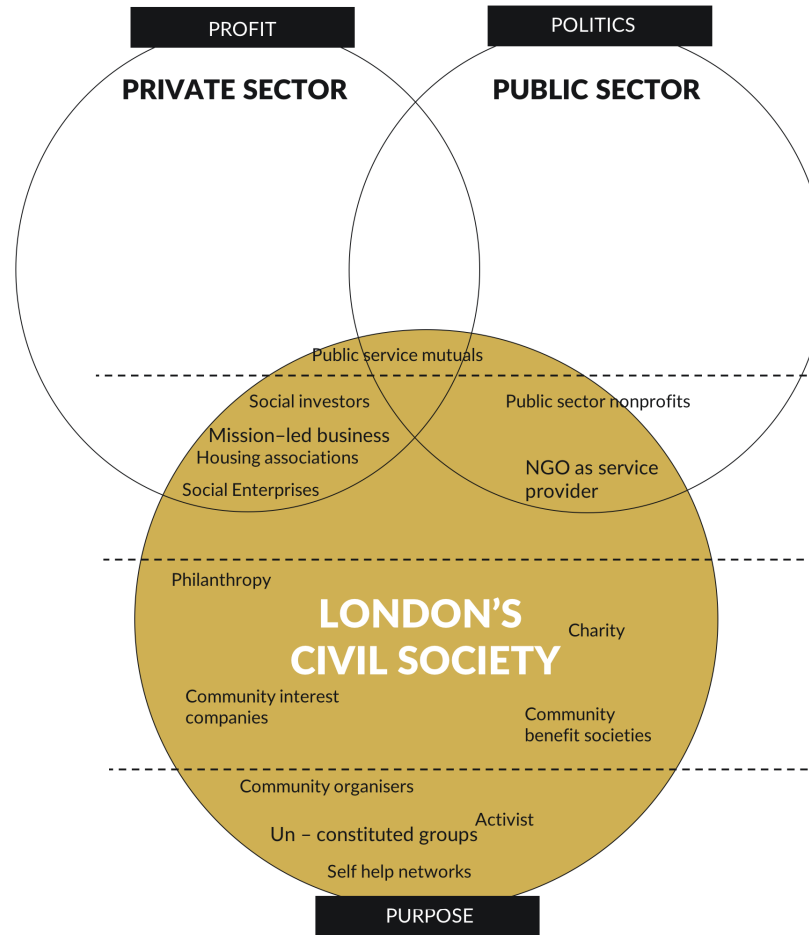 PROFIT
POLITICS
PRIVATE SECTOR
PUBLIC SECTOR
Public service mutuals
Social investors
Public sector nonprofits
Mission–led business
Housing associations
NGO as service
provider
Social Enterprises
Philanthropy
LONDON’S
CIVIL SOCIETY
Charity
Community interest
companies
Community
benefit societies
Community organisers
Activist
Un – constituted groups
Self help networks
PURPOSE